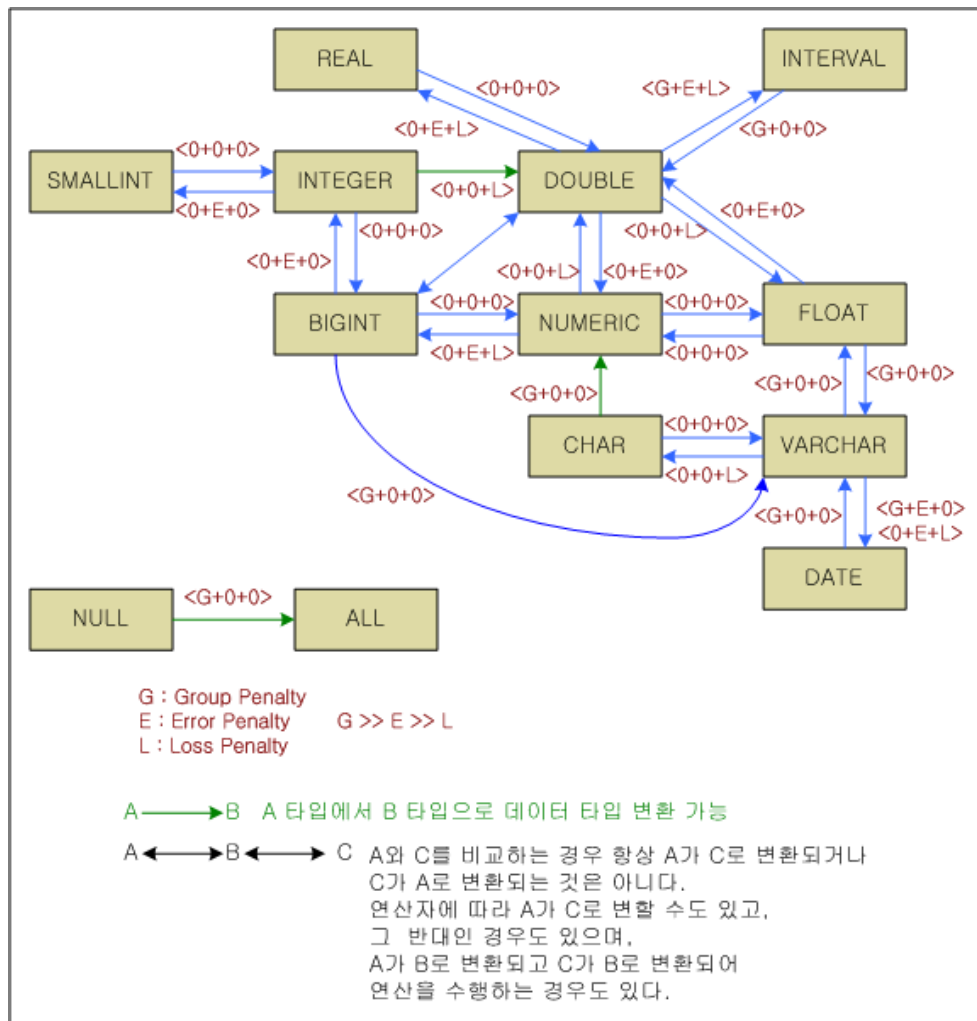 REAL
INTERVAL
<0+0+0>
<G+E+L>
<0+E+L>
<G+0+0>
<0+0+0>
SMALLINT
INTEGER
DOUBLE
<0+E+0>
<0+0+L>
<0+E+0>
<0+0+0>
<0+0+L>
<0+E+0>
<0+0+L>
<0+E+0>
BIGINT
<0+0+0>
NUMERIC
<0+0+0>
FLOAT
<0+E+L>
<0+0+0>
<G+0+0>
<G+0+0>
<G+0+0>
CHAR
<0+0+0>
VARCHAR
<0+0+L>
<G+0+0>
<G+0+0>
<G+E+0>
<0+E+L>
DATE
<G+0+0>
NULL
ALL
G : Group Penalty
E : Error Penalty G >> E >> L
L : Loss Penalty
A B A 타입에서 B 타입으로 데이터 타입 변환 가능
A B C A와 C를 비교하는 경우 항상 A가 C로 변환되거나
C가 A로 변환되는 것은 아니다.
연산자에 따라 A가 C로 변할 수도 있고,
그 반대인 경우도 있으며,
A가 B로 변환되고 C가 B로 변환되어
연산을 수행하는 경우도 있다.